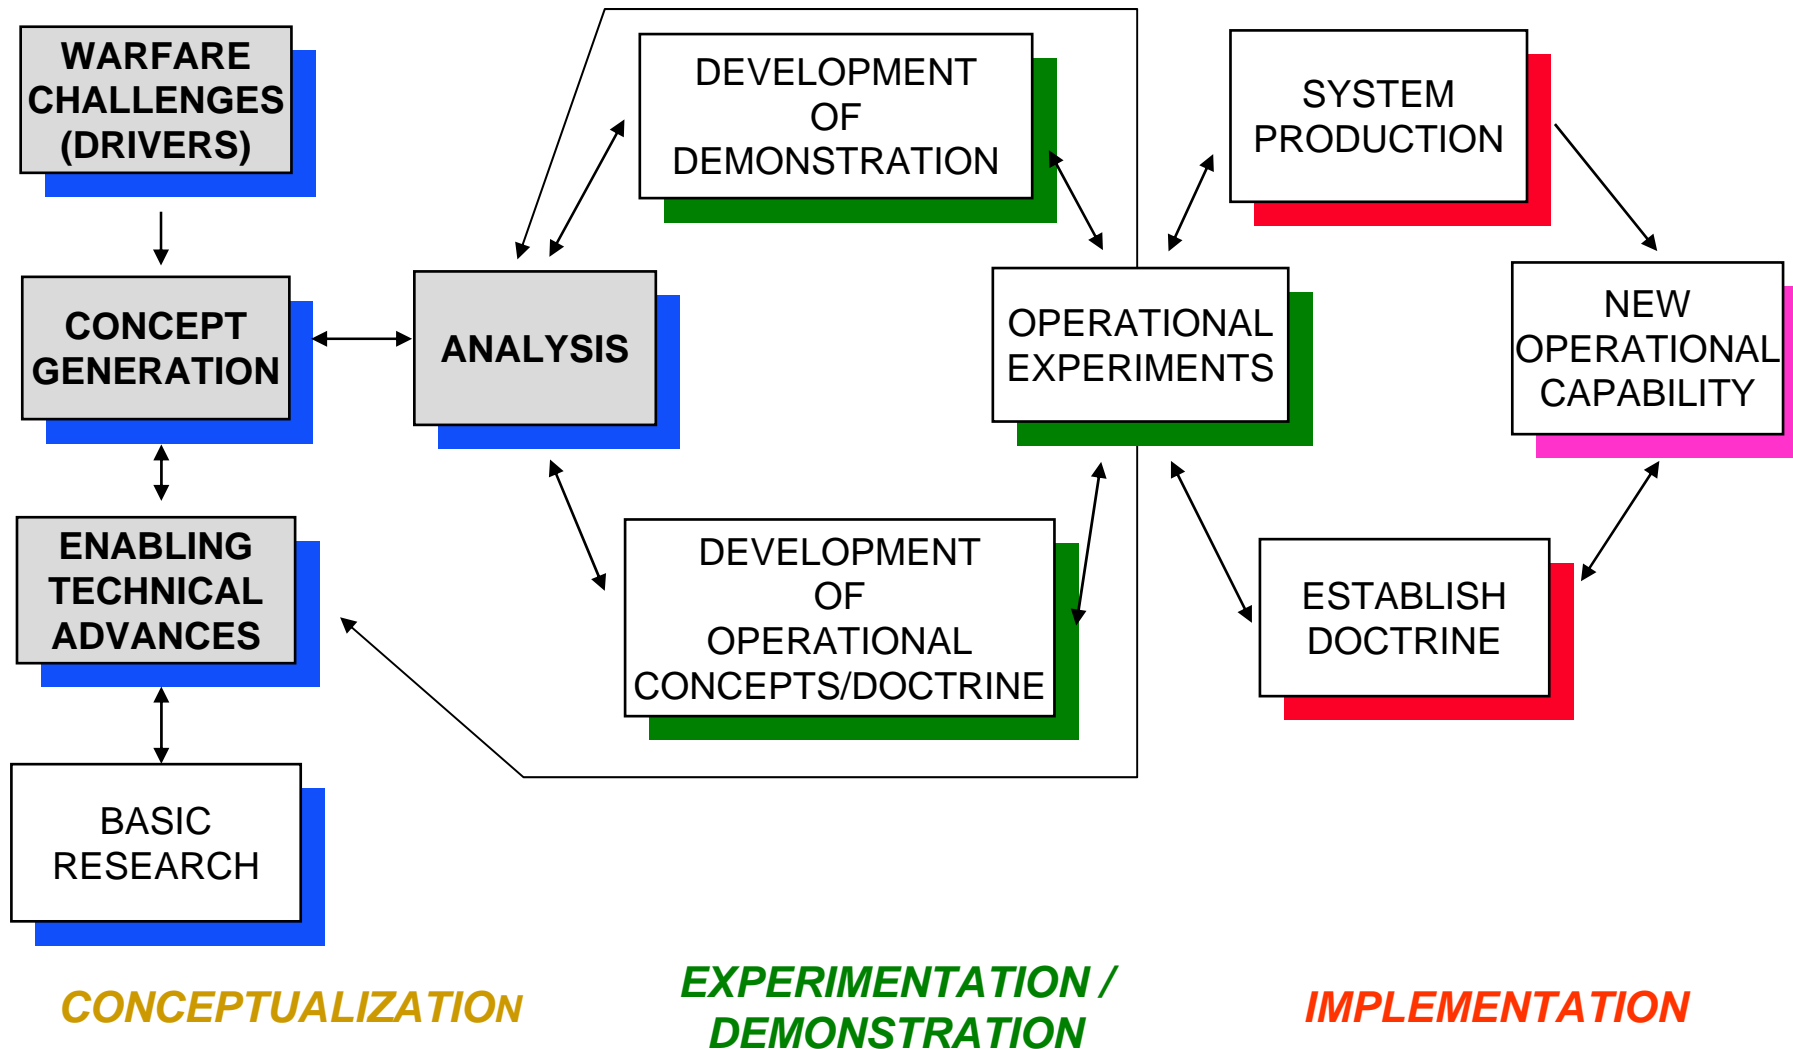 WARFARE
CHALLENGES
(DRIVERS)
CONCEPT
GENERATION
ENABLING
TECHNICAL
ADVANCES
BASIC
RESEARCH
ANALYSIS
DEVELOPMENT
OF
DEMONSTRATION
DEVELOPMENT
OF
OPERATIONAL
CONCEPTS/DOCTRINE
OPERATIONAL
EXPERIMENTS
SYSTEM
PRODUCTION
ESTABLISH
DOCTRINE
NEW
OPERATIONAL
CAPABILITY
CONCEPTUALIZATION
EXPERIMENTATION /
DEMONSTRATION
IMPLEMENTATION